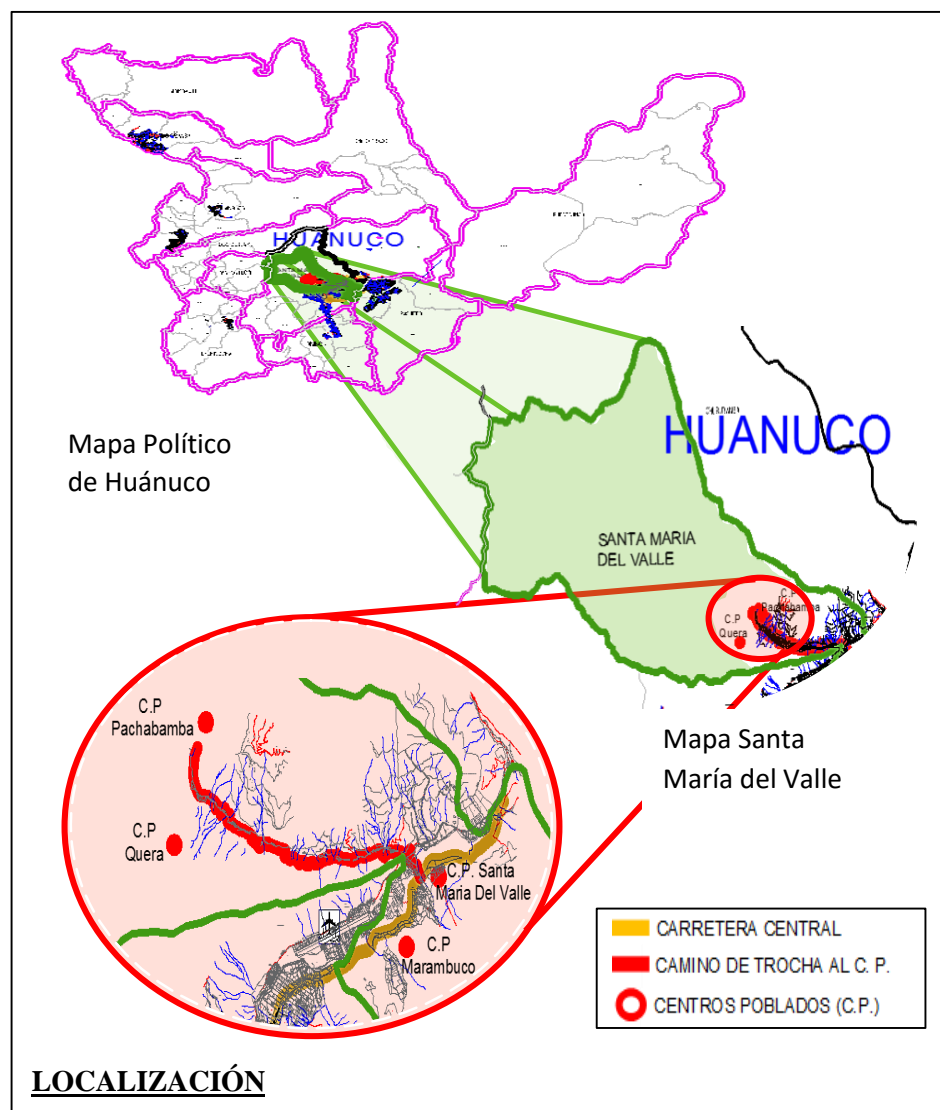 HUANUCO
Mapa Político
de Huánuco
HUANUCO
SANTA MARIA
DEL VALLE
C.P
Pachabamba
C.P
Quera
Mapa Santa
María del Valle
C.P
Pachabamba
C.P
Quera
C.P. Santa
Maria Del Valle
C.P
Marambuco
CARRETERA CENTRAL
CAMINO DE TROCHA AL C. P.
CENTROS POBLADOS (C.P.)
LOCALIZACIÓN